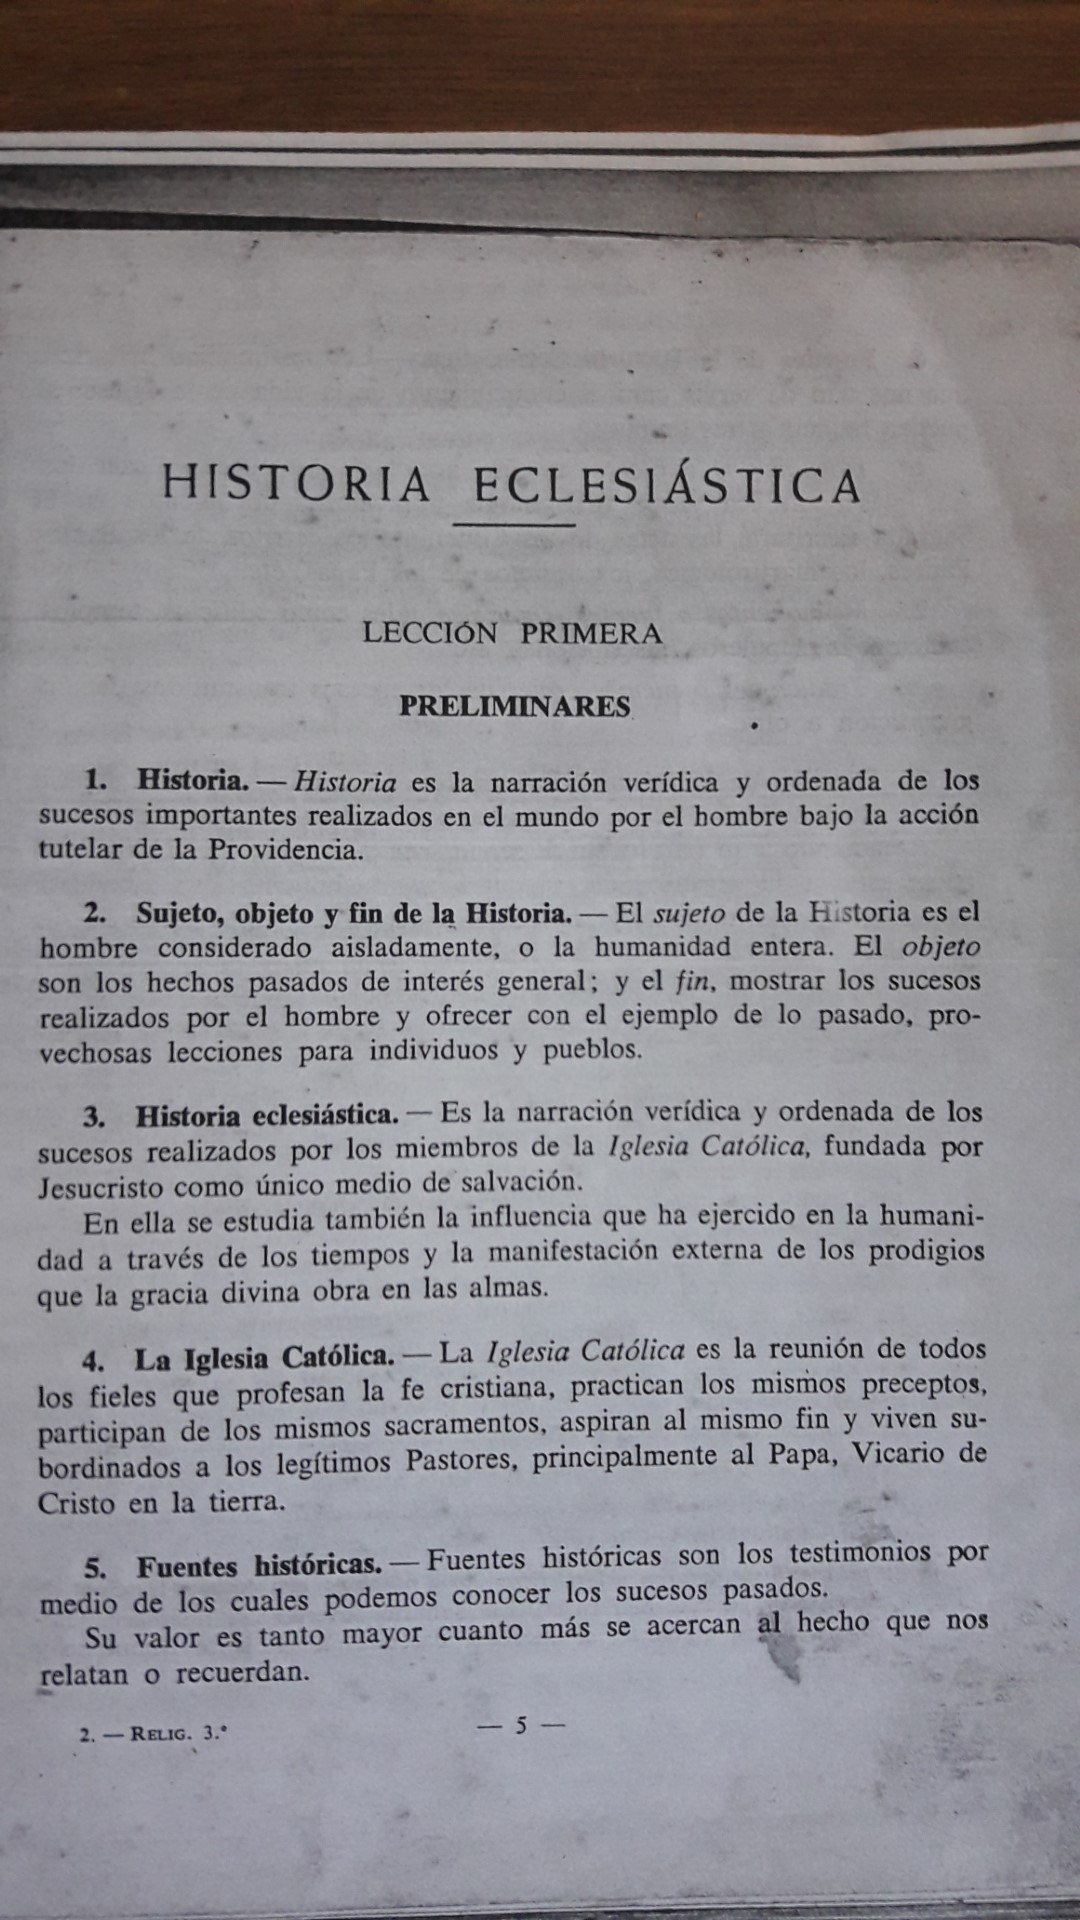 HISTORIA ECLESIÁSTICA
LECCIÓN PRIMERA
PRELIMINARES
1. Historia. — Historia es la narración verídica y ordenada de los
sucesos importantes realizados en el mundo por el hombre bajo la acción
tutelar de la Providencia.
2. Sujeto, objeto y fin de la Historia. — El sujeto de la Historia es el
hombre considerado aisladamente, o la humanidad entera. El objeto
son los hechos pasados de interés general; y el fin, mostrar los sucesos
realizados por el hombre y ofrecer con el ejemplo de lo pasado, pro-
vechosas lecciones para individuos y pueblos.
3. Historia eclesiástica. — Es la narración verídica y ordenada de los
sucesos realizados por los miembros de la Iglesia Católica, fundada por
Jesucristo como único medio de salvación.
En ella se estudia también la influencia que ha ejercido en la humani-
dad a través de los tiempos y la manifestación externa de los prodigios
que la gracia divina obra en las almas.
4. La Iglesia Católica. — La Iglesia Católica es la reunión de todos
los fieles que profesan la fe cristiana, practican los mismos preceptos,
participan de los mismos sacramentos, aspiran al mismo fin y viven su-
bordinados a los legítimos Pastores, principalmente al Papa, Vicario de
Cristo en la tierra.
5. Fuentes históricas. — Fuentes históricas son los testimonios por
medio de los cuales podemos conocer los sucesos pasados.
Su valor es tanto mayor cuanto más se acercan al hecho que nos
relatan o recuerdan.
2. — RELIG. 3.º
— 5 —